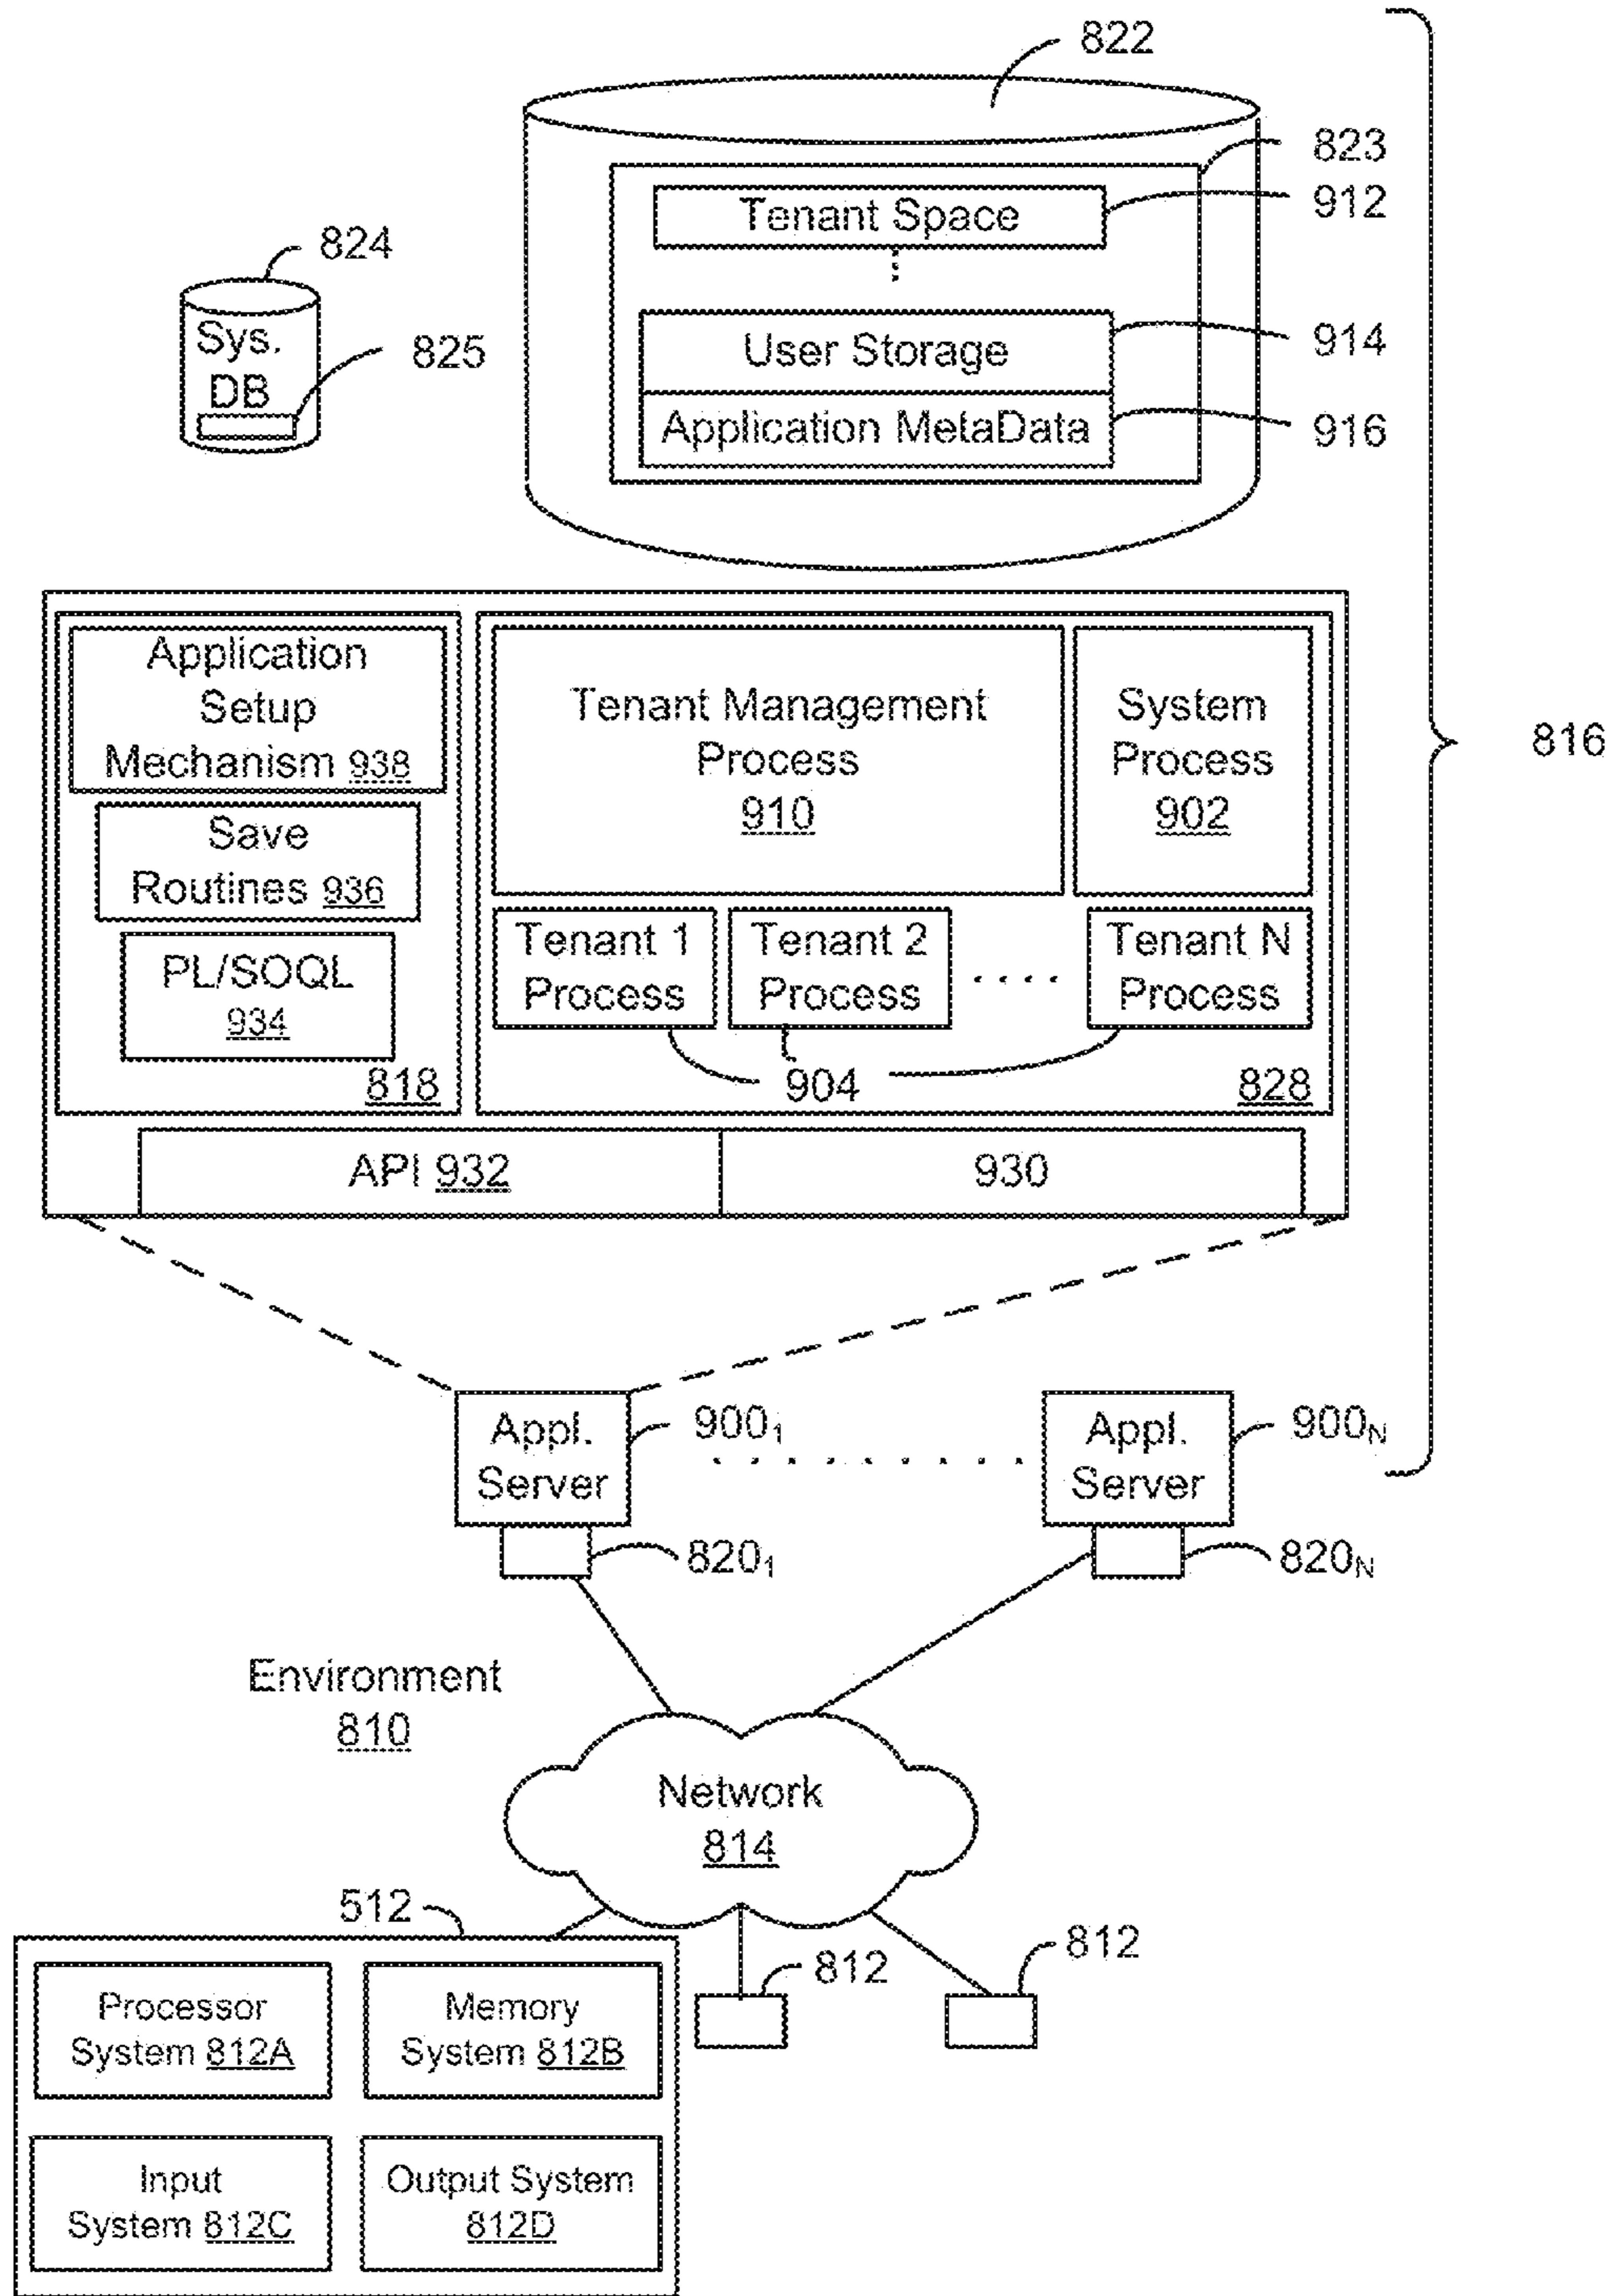 822
823
Tenant Space
912
824
Sys.
DB
825
User Storage
914
Application MetaData
916
816
Application
Setup
Mechanism 938
Save
Routines 936
PL/SOQL
934
818
Tenant Management
Process
910
System
Process
902
Tenant 1
Process
Tenant 2
Process
. . . .
Tenant N
Process
904
828
API 932
930
Appl.
Server
900₁
. . . . . . . . .
Appl.
Server
900N
820₁
820N
Environment
810
Network
814
512
812
812
Processor
System 812A
Memory
System 812B
Input
System 812C
Output System
812D